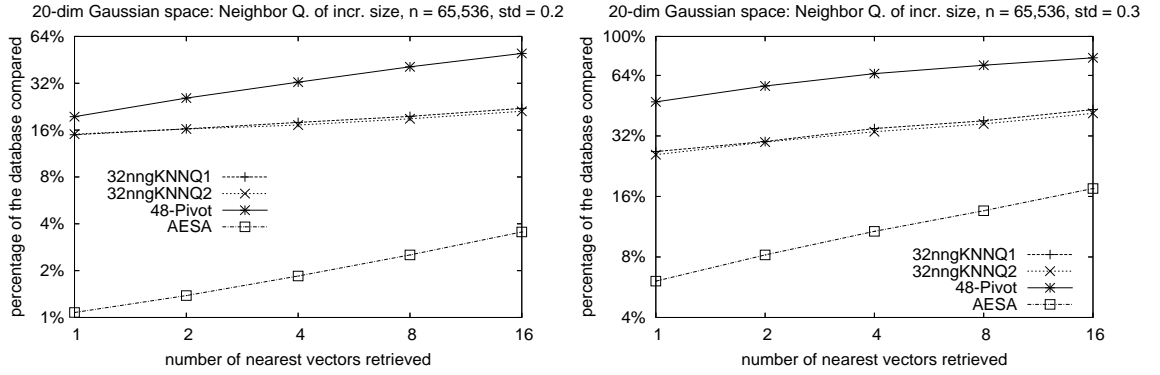 20-dim Gaussian space: Neighbor Q. of incr. size, n = 65,536, std = 0.2
percentage of the database compared
64%
32%
16%
8%
4%
2%
1%
32nngKNNQ1
32nngKNNQ2
48-Pivot
AESA
1 2 4 8 16
number of nearest vectors retrieved
20-dim Gaussian space: Neighbor Q. of incr. size, n = 65,536, std = 0.3
percentage of the database compared
100%
64%
32%
16%
8%
4%
32nngKNNQ1
32nngKNNQ2
48-Pivot
AESA
1 2 4 8 16
number of nearest vectors retrieved